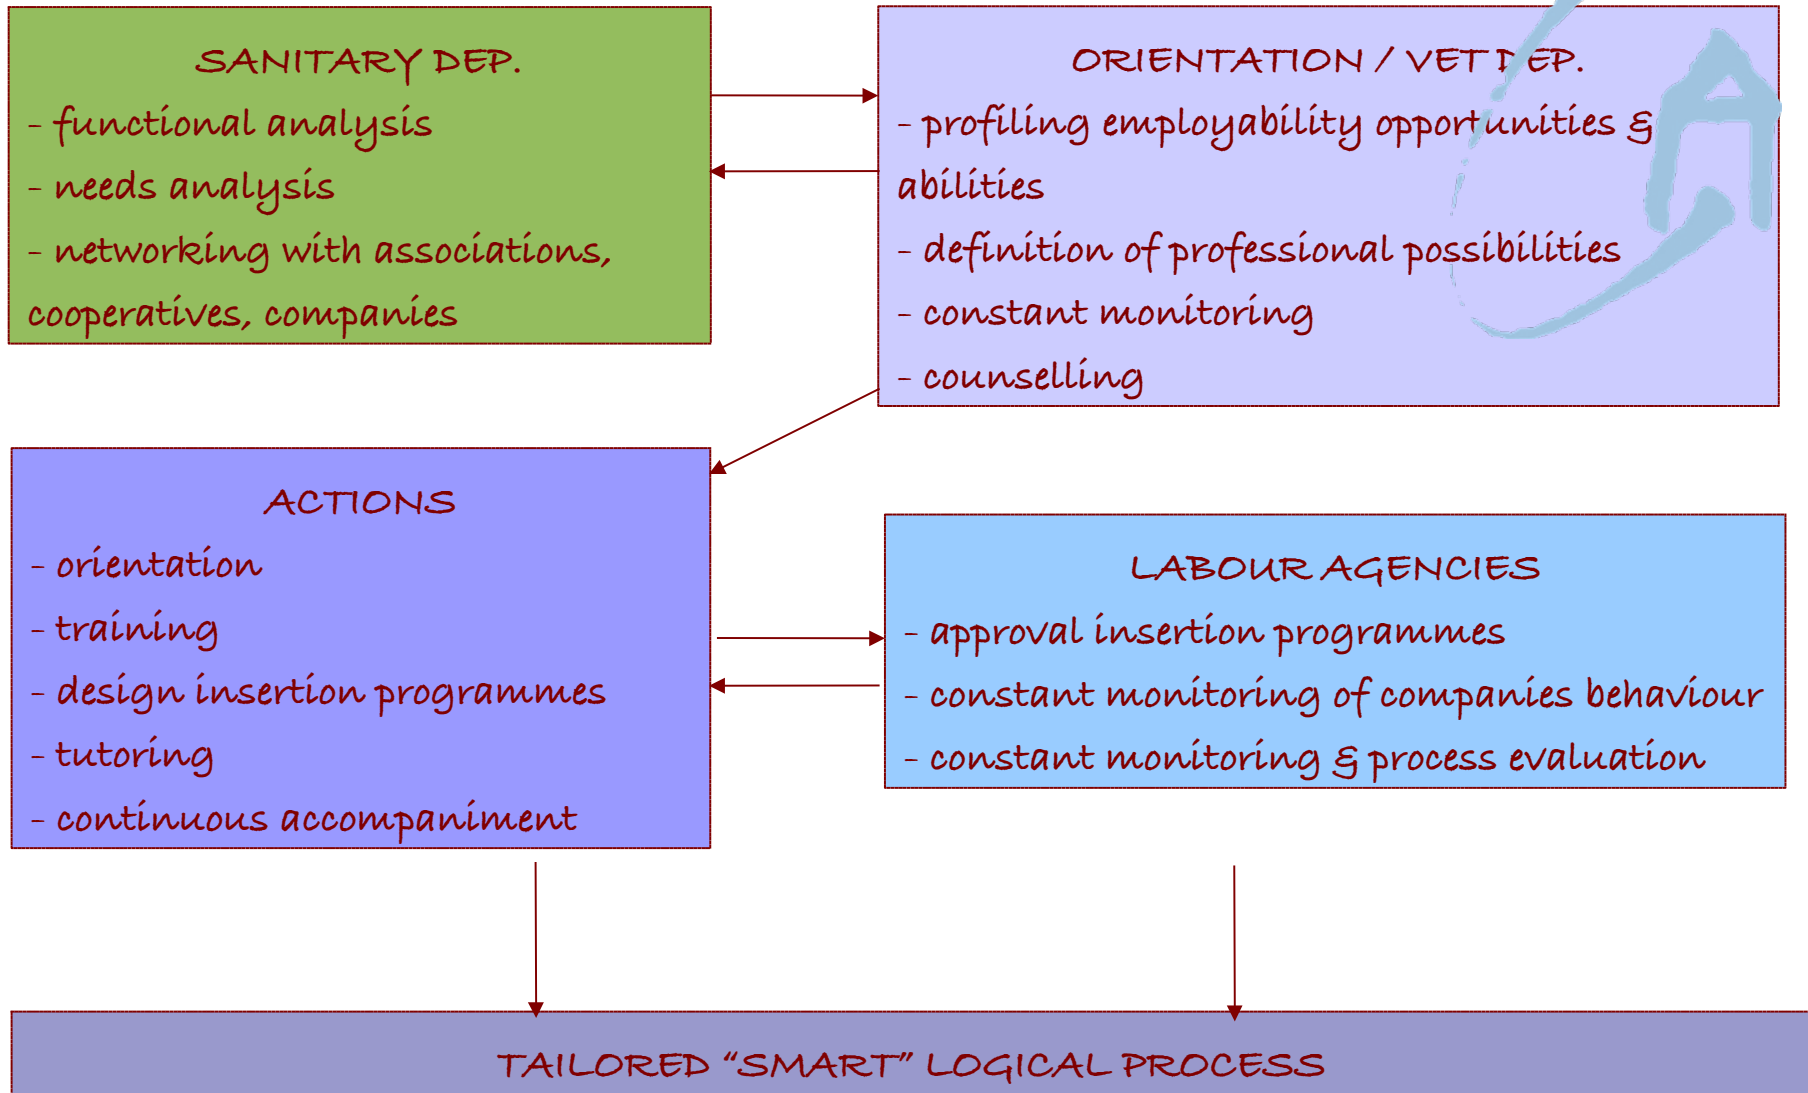 SANITARY DEP.
- functional analysis
- needs analysis
- networking with associations,
cooperatives, companies
ORIENTATION / VET DEP.
- profiling employability opportunities &
abilities
- definition of professional possibilities
- constant monitoring
- counselling
ACTIONS
- orientation
- training
- design insertion programmes
- tutoring
- continuous accompaniment
LABOUR AGENCIES
- approval insertion programmes
- constant monitoring of companies behaviour
- constant monitoring & process evaluation
TAILORED “SMART” LOGICAL PROCESS